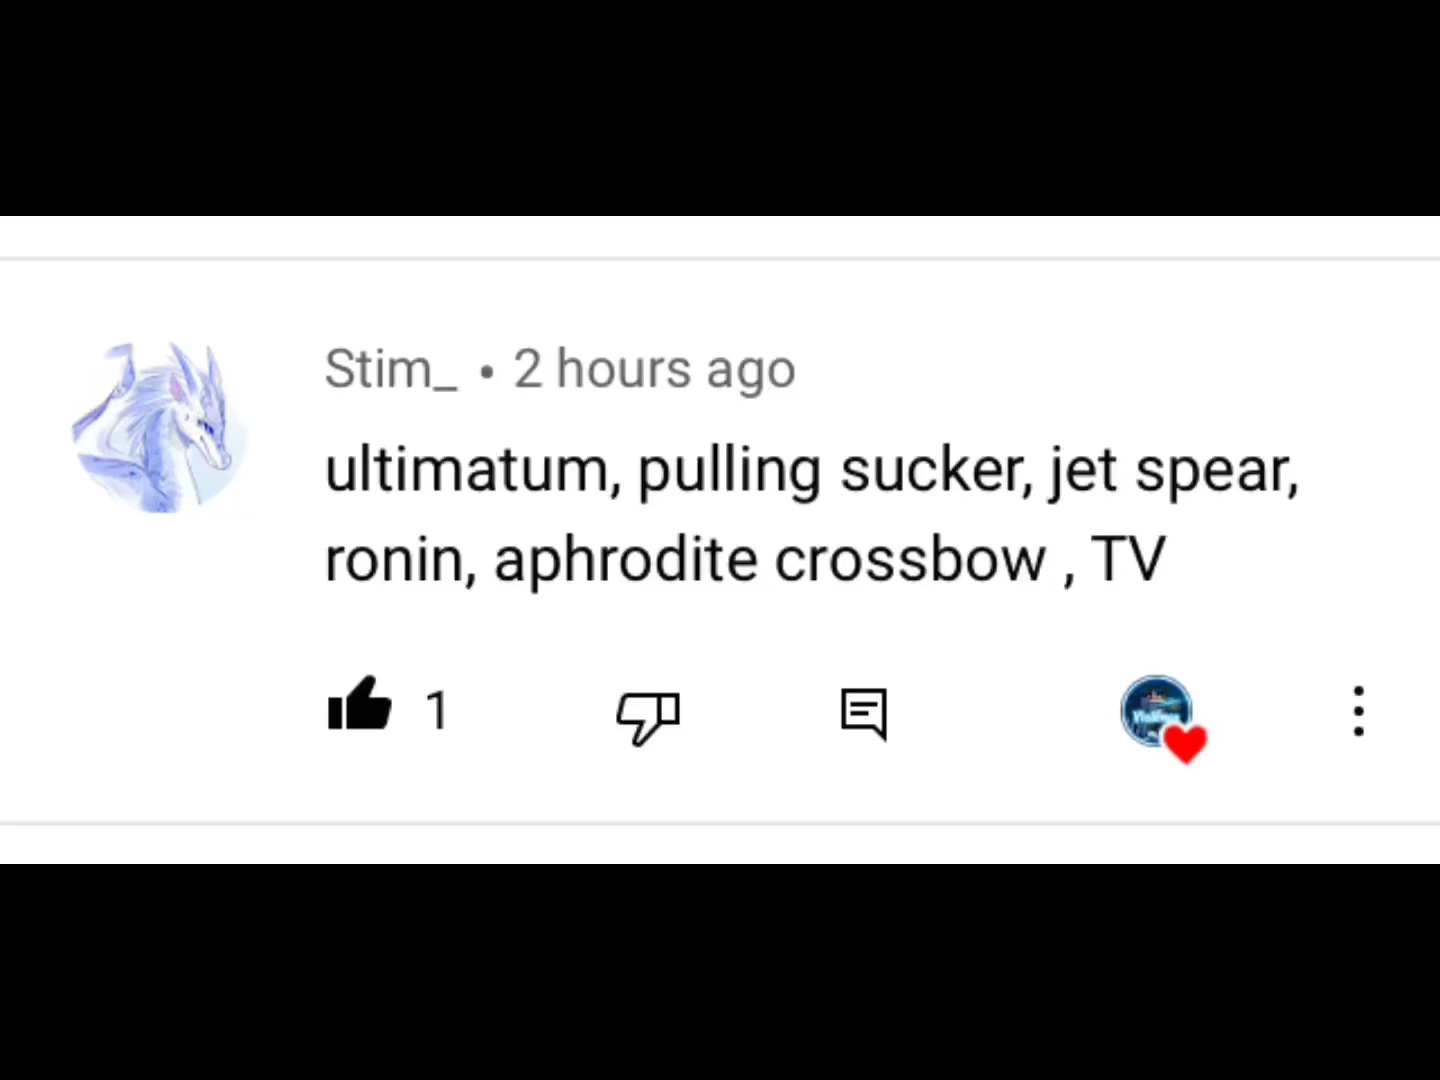 Stim_ • 2 hours ago
ultimatum, pulling sucker, jet spear,
ronin, aphrodite crossbow , TV
1